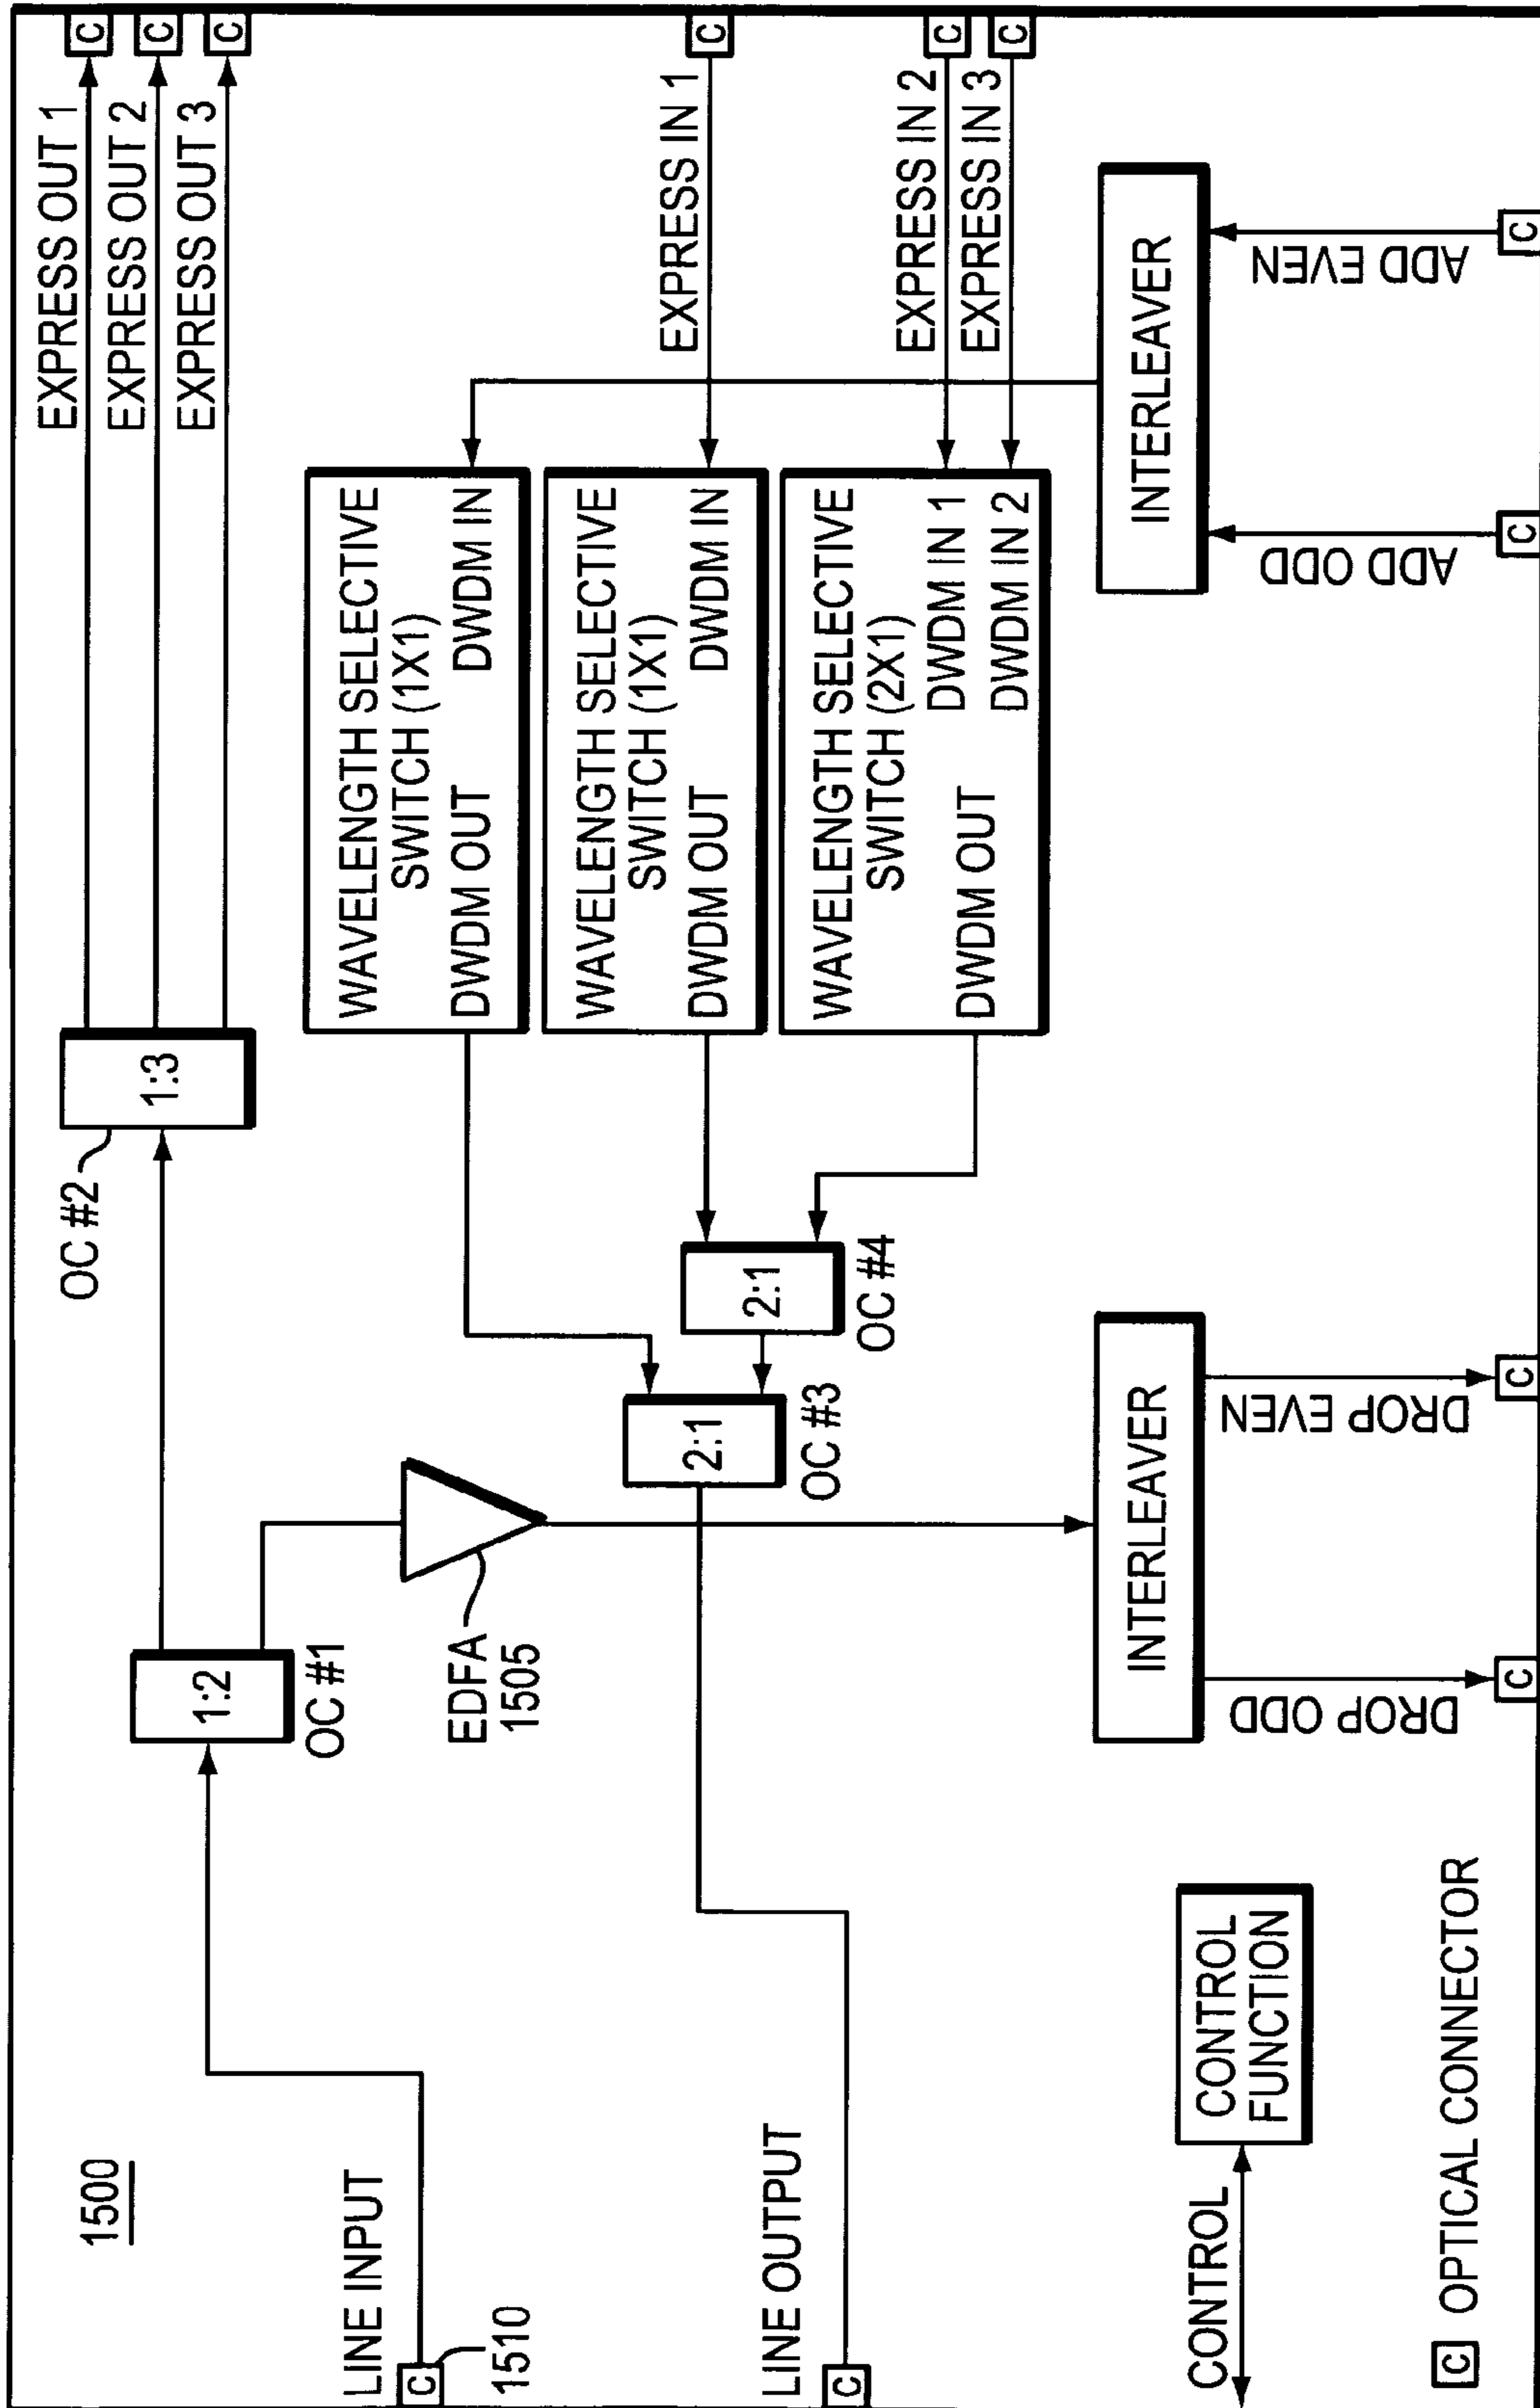 1500
EXPRESS OUT 1
C
EXPRESS OUT 2
C
EXPRESS OUT 3
C
OC #2
1:3
1:2
OC #1
LINE INPUT
C
1510
EDFA
1505
WAVELENGTH SELECTIVE
SWITCH (1X1)
DWDM OUT
DWDM IN
WAVELENGTH SELECTIVE
SWITCH (1X1)
DWDM OUT
DWDM IN
EXPRESS IN 1
C
WAVELENGTH SELECTIVE
SWITCH (2X1)
DWDM IN 1
DWDM OUT
DWDM IN 2
EXPRESS IN 2
C
EXPRESS IN 3
C
2:1
OC #4
2:1
OC #3
LINE OUTPUT
C
INTERLEAVER
DROP ODD
C
DROP EVEN
C
INTERLEAVER
ADD ODD
C
ADD EVEN
C
CONTROL
CONTROL
FUNCTION
C OPTICAL CONNECTOR